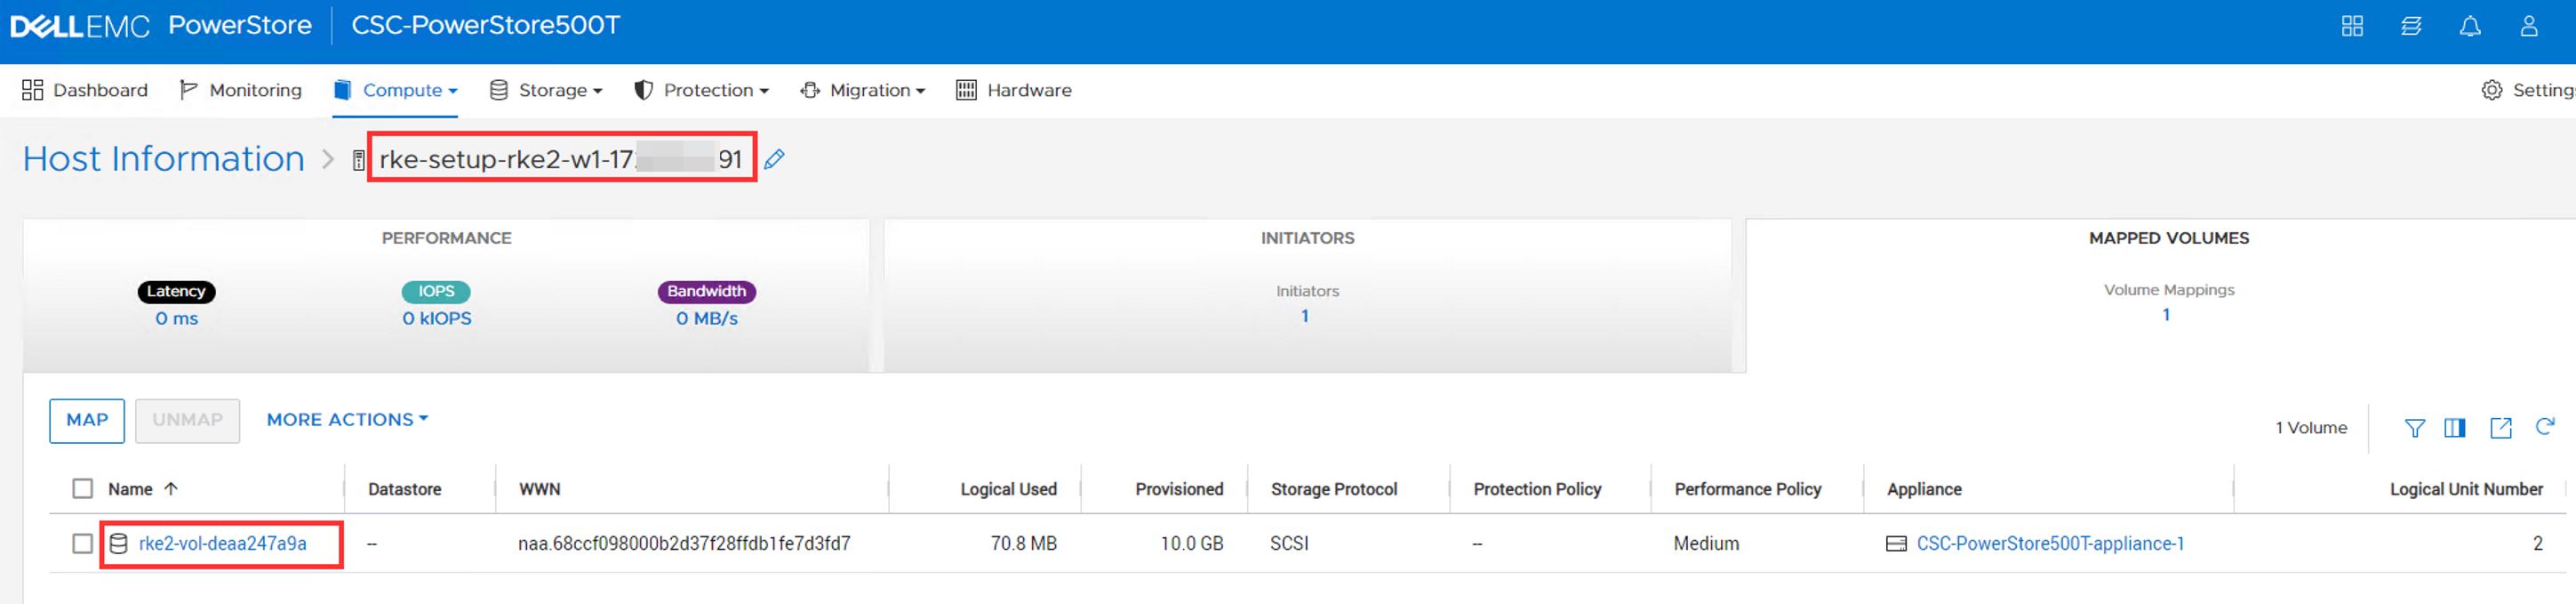 DELLEMC PowerStore CSC-PowerStore500T
Dashboard Monitoring Compute Storage Protection Migration Hardware Setting
Host Information > rke-setup-rke2-w1-17 91
PERFORMANCE INITIATORS MAPPED VOLUMES
Latency IOPS Bandwidth Initiators Volume Mappings
0 ms 0 kIOPS 0 MB/s 1 1
MAP UNMAP MORE ACTIONS 1 Volume
Name ↑ Datastore WWN Logical Used Provisioned Storage Protocol Protection Policy Performance Policy Appliance Logical Unit Number
rke2-vol-deaa247a9a -- naa.68ccf098000b2d37f28ffdb1fe7d3fd7 70.8 MB 10.0 GB SCSI -- Medium CSC-PowerStore500T-appliance-1 2